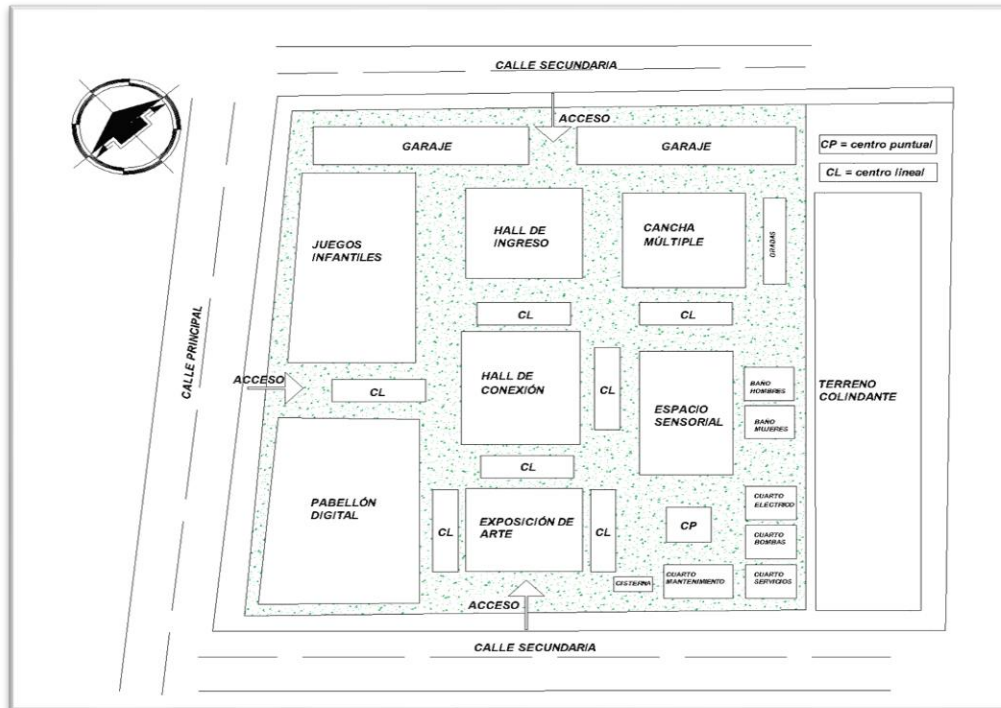 CALLE SECUNDARIA
ACCESO
GARAJE
GARAJE
CP = centro puntual
CL = centro lineal
JUEGOS
INFANTILES
HALL DE
INGRESO
CANCHA
MÚLTIPLE
GRADAS
CALLE PRINCIPAL
CL
CL
ACCESO
CL
HALL DE
CONEXIÓN
CL
ESPACIO
SENSORIAL
BAÑO
HOMBRES
BAÑO
MUJERES
TERRENO
COLINDANTE
CL
PABELLÓN
DIGITAL
CL
EXPOSICIÓN DE
ARTE
CL
CP
CUARTO
ELÉCTRICO
CUARTO
BOMBAS
CISTERNA
CUARTO
MANTENIMIENTO
CUARTO
SERVICIOS
ACCESO
CALLE SECUNDARIA